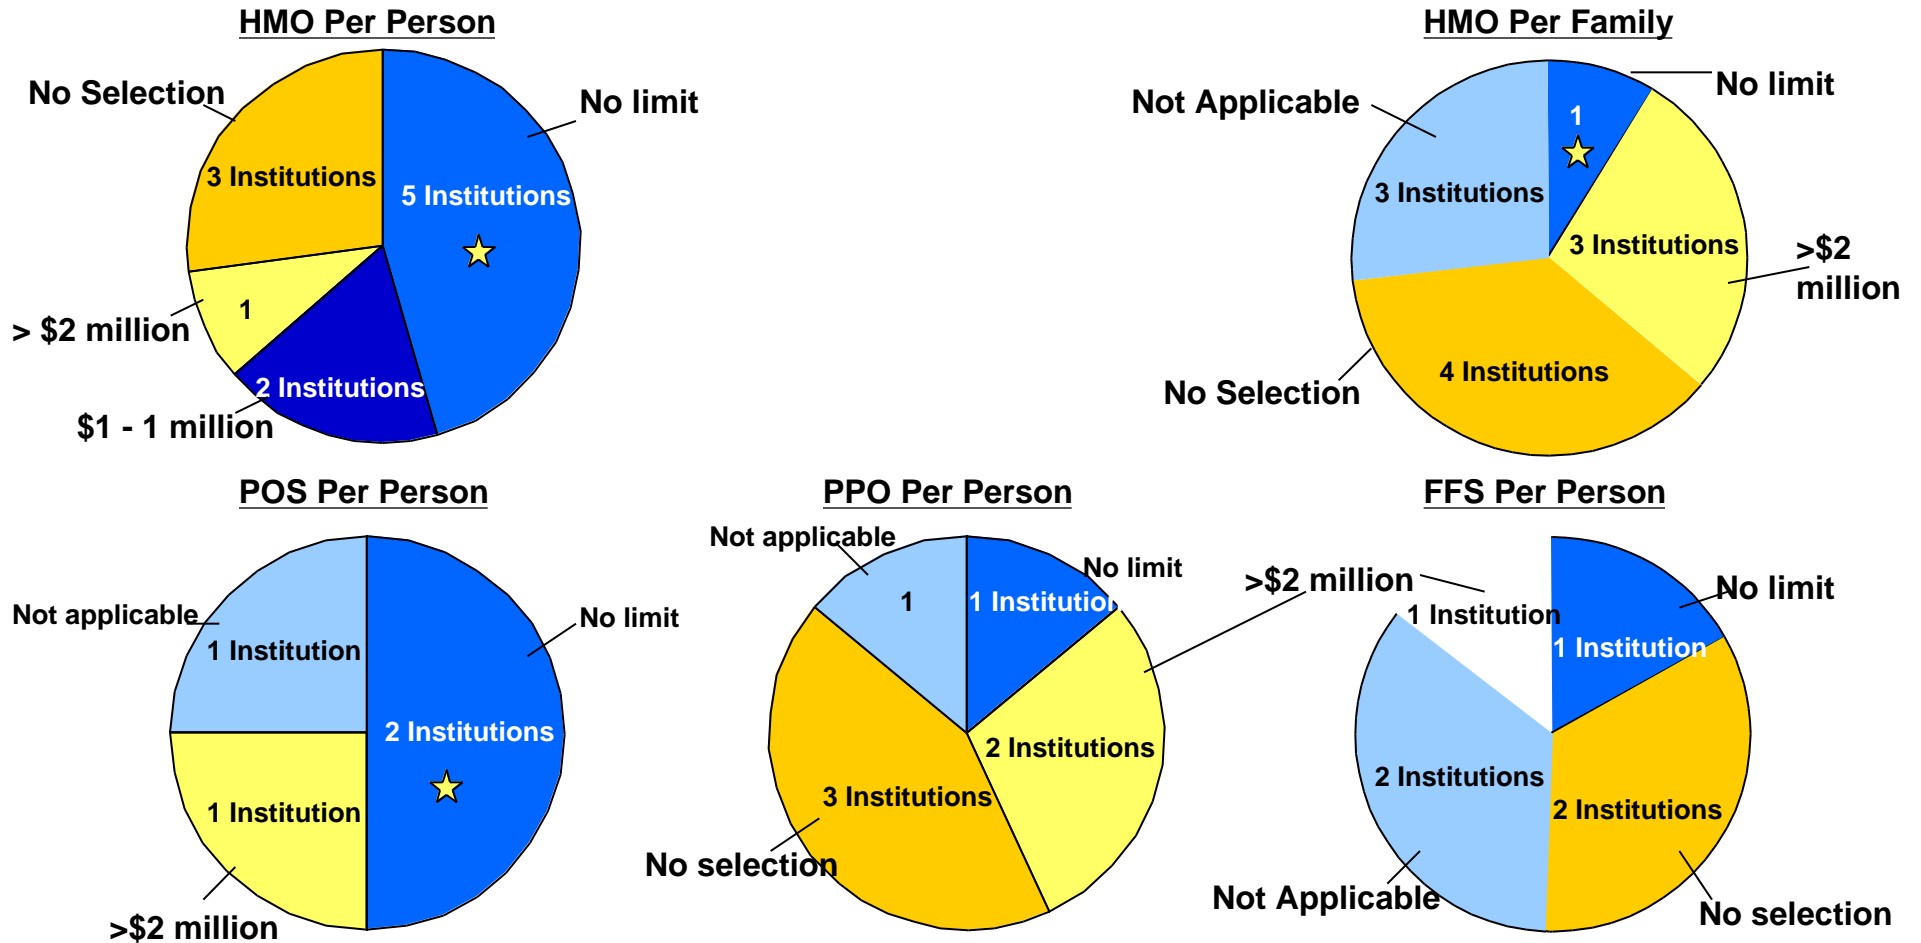 HMO Per Person
No Selection
No limit
3 Institutions
5 Institutions
1
> $2 million
2 Institutions
$1 - 1 million
HMO Per Family
Not Applicable
No limit
1
3 Institutions
3 Institutions
>$2
million
4 Institutions
No Selection
POS Per Person
Not applicable
No limit
1 Institution
2 Institutions
1 Institution
>$2 million
PPO Per Person
Not applicable
No limit
1
1 Institution
>$2 million
2 Institutions
3 Institutions
No selection
FFS Per Person
No limit
1 Institution
1 Institution
2 Institutions
2 Institutions
Not Applicable
No selection